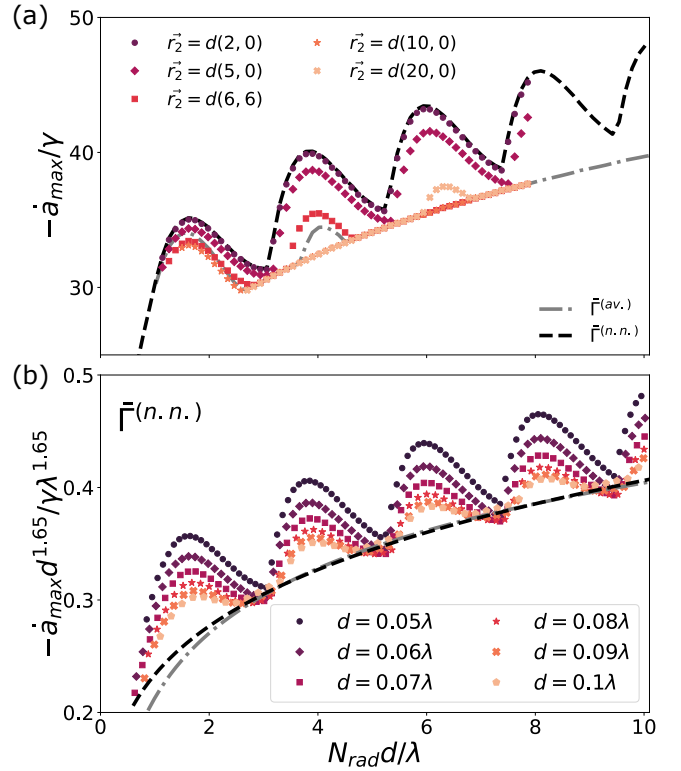 (a)
50
40
30
−ȧ_max/γ
r⃗₂ = d(2, 0)
r⃗₂ = d(5, 0)
r⃗₂ = d(6, 6)
r⃗₂ = d(10, 0)
r⃗₂ = d(20, 0)
Γ̄^(av.)
Γ̄^(n.n.)
(b)
0.5
0.4
0.3
0.2
−ȧ_max d^1.65/γλ^1.65
Γ̄^(n.n.)
d = 0.05λ
d = 0.06λ
d = 0.07λ
d = 0.08λ
d = 0.09λ
d = 0.1λ
0 2 4 6 8 10
N_rad d/λ